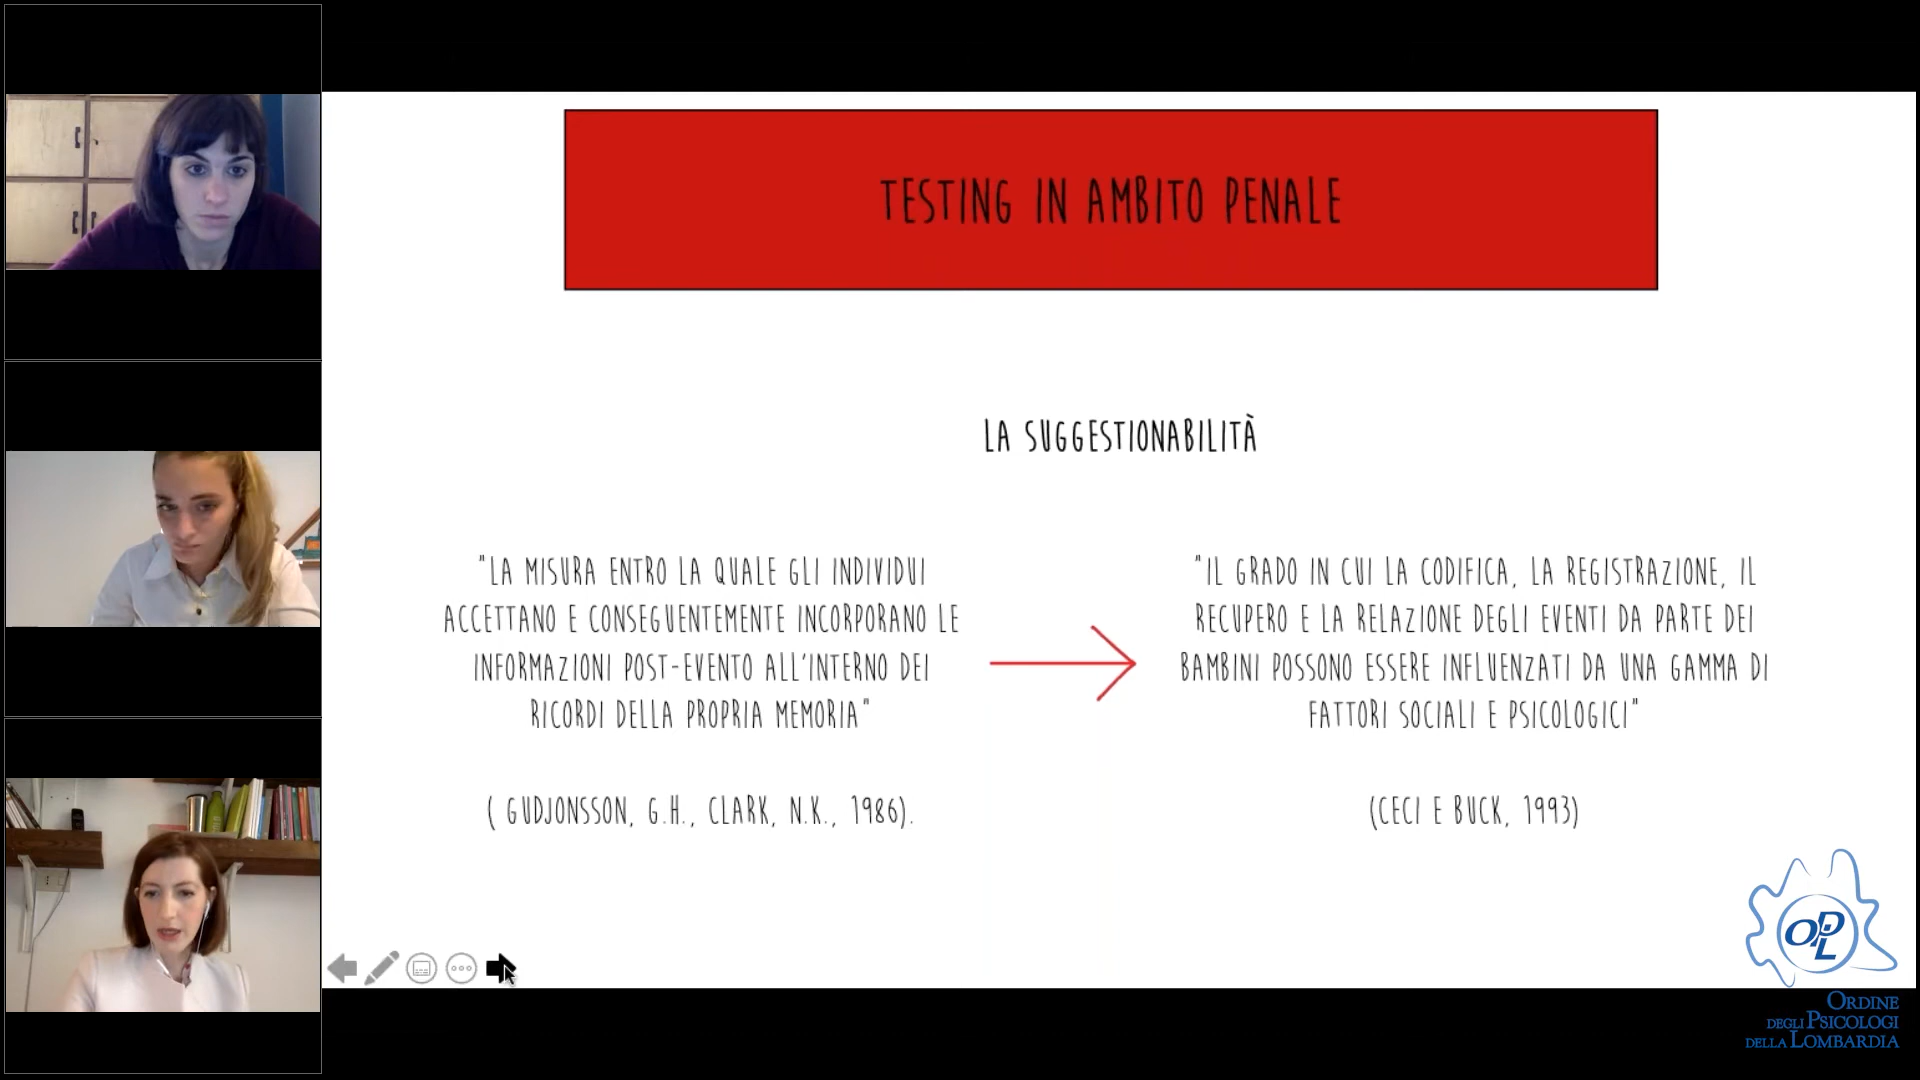 TESTING IN AMBITO PENALE
LA SUGGESTIONABILITÀ
"LA MISURA ENTRO LA QUALE GLI INDIVIDUI
ACCETTANO E CONSEGUENTEMENTE INCORPORANO LE
INFORMAZIONI POST-EVENTO ALL'INTERNO DEI
RICORDI DELLA PROPRIA MEMORIA"
( GUDJONSSON, G.H., CLARK, N.K., 1986).
"IL GRADO IN CUI LA CODIFICA, LA REGISTRAZIONE, IL
RECUPERO E LA RELAZIONE DEGLI EVENTI DA PARTE DEI
BAMBINI POSSONO ESSERE INFLUENZATI DA UNA GAMMA DI
FATTORI SOCIALI E PSICOLOGICI"
(CECI E BUCK, 1993)
OPL
ORDINE
DEGLI PSICOLOGI
DELLA LOMBARDIA